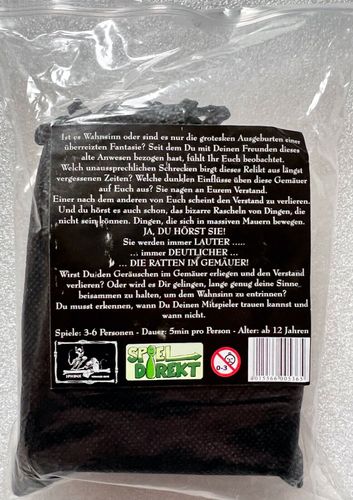 Ist es Wahnsinn oder sind es nur die grotesken Ausgeburten einer
überreizten Fantasie? Seit dem Du mit Deinen Freunden dieses
alte Anwesen bezogen hast, fühlt Ihr Euch beobachtet.
Welch unaussprechlichen Schrecken birgt dieses Relikt aus längst
vergessenen Zeiten? Welche dunklen Einflüsse über diese Gemäuer
auf Euch aus? Sie nagen an Eurem Verstand.
Einer nach dem anderen von Euch scheint den Verstand zu verlieren.
Und du hörst es auch schon, das bizarre Rascheln von Dingen, die
nicht sein können. Dingen, die sich in massiven Mauern bewegen.
JA, DU HÖRST SIE!
Sie werden immer LAUTER .....
... immer DEUTLICHER ...
... DIE RATTEN IM GEMÄUER!
Wirst Du den Geräuschen im Gemäuer erliegen und den Verstand
verlieren? Oder wird es Dir gelingen, lange genug deine Sinne
beisammen zu halten, um dem Wahnsinn zu entrinnen?
Du musst erkennen, wann Du Deinen Mitspieler trauen kannst und
wann nicht.
Spiele: 3-6 Personen - Dauer: 5min pro Person - Alter: ab 12 Jahren
SPIEL
DIREKT
0-3